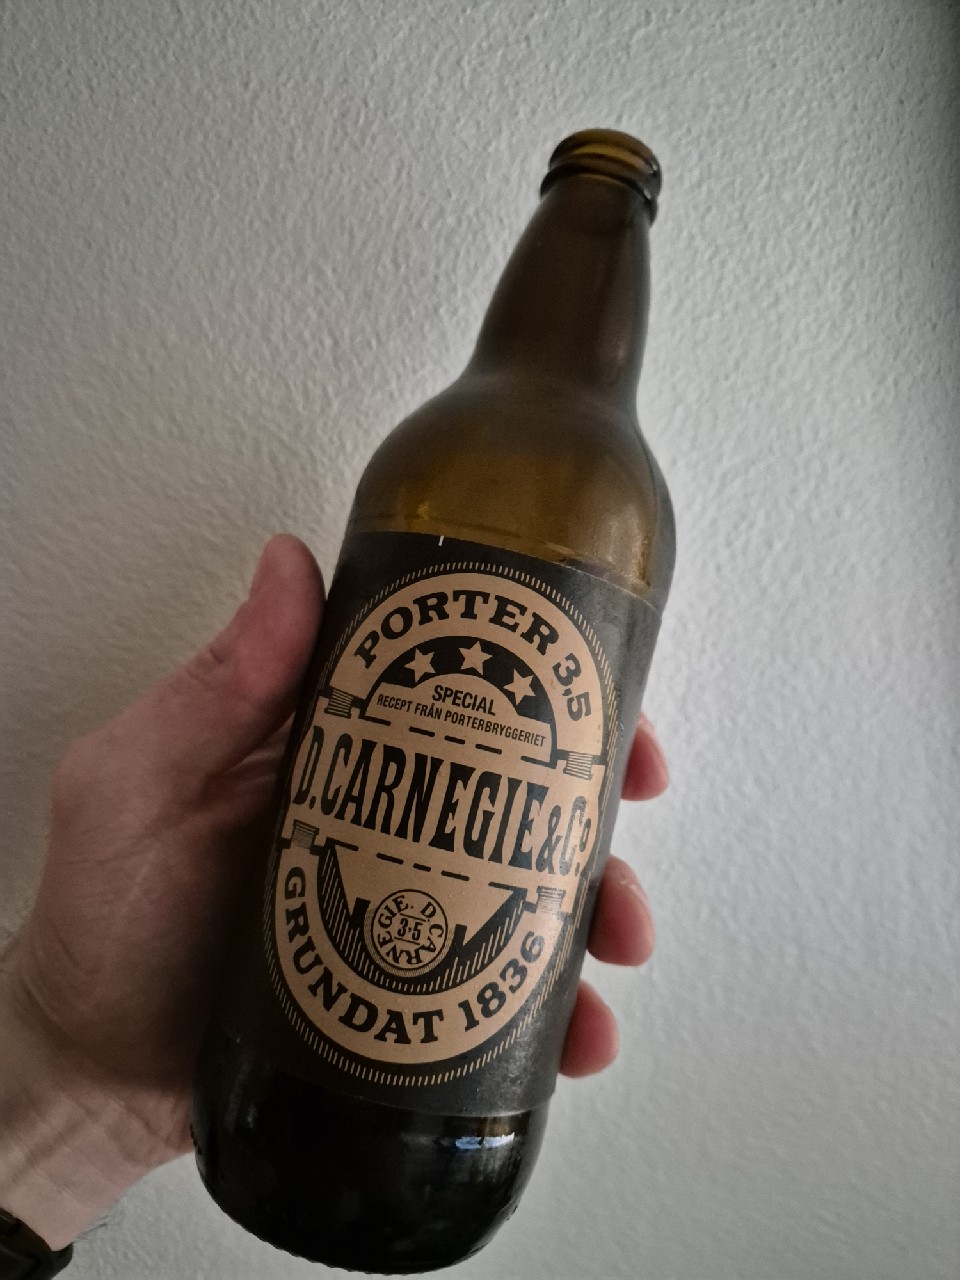 PORTER 3,5
SPECIAL
RECEPT FRÅN PORTERBRYGGERIET
D. CARNEGIE & Cº
D. CARNEGIE.
3·5
GRUNDAT 1836